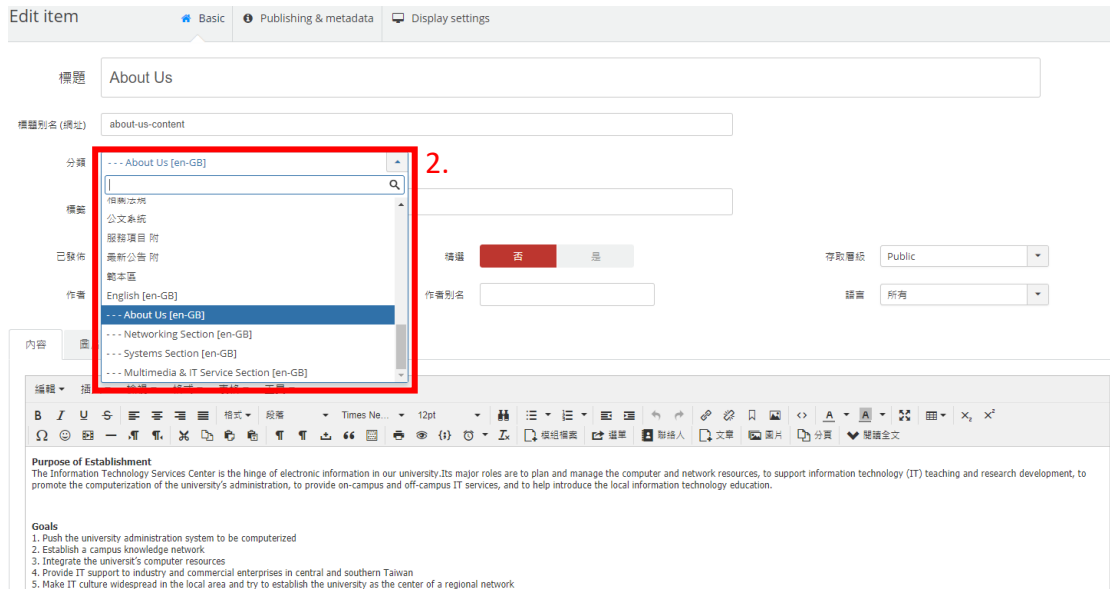 Edit item
Basic
Publishing & metadata
Display settings
標題
About Us
標題別名 (網址)
about-us-content
分類
- - - About Us [en-GB]
2.
標籤
相關法規
公文系統
服務項目 附
最新公告 附
範本區
English [en-GB]
- - - About Us [en-GB]
- - - Networking Section [en-GB]
- - - Systems Section [en-GB]
- - - Multimedia & IT Service Section [en-GB]
已發佈
精選
否
是
存取層級
Public
作者
作者別名
語言
所有
內容
編輯
格式 段落 Times Ne... 12pt
模組檔案 選單 聯絡人 文章 圖片 分頁 閱讀全文
Purpose of Establishment
The Information Technology Services Center is the hinge of electronic information in our university.Its major roles are to plan and manage the computer and network resources, to support information technology (IT) teaching and research development, to
promote the computerization of the university's administration, to provide on-campus and off-campus IT services, and to help introduce the local information technology education.
Goals
1. Push the university administration system to be computerized
2. Establish a campus knowledge network
3. Integrate the universit's computer resources
4. Provide IT support to industry and commercial enterprises in central and southern Taiwan
5. Make IT culture widespread in the local area and try to establish the university as the center of a regional network